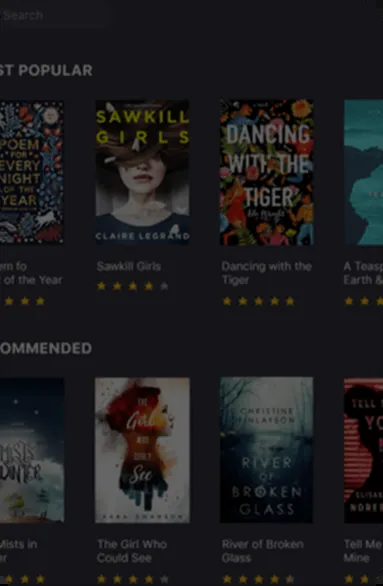 Search
ST POPULAR
POEM
FOR
EVERY
NIGHT
OF THE
YEAR
SAWKILL
GIRLS
CLAIRE LEGRAND
DANCING
WITH THE
TIGER
em fo
of the Year
Sawkill Girls
Dancing with the
Tiger
A Teasp
Earth &
OMMENDED
MISTS
IN
WINTER
THE
Girl
WHO
COULD
See
KARA SWANSON
CHRISTINE
FINLAYSON
RIVER
OF
BROKEN
GLASS
TELL M
YO
M
ELISAB
NOREB
Mists in
er
The Girl Who
Could See
River of Broken
Glass
Tell Me
Mine